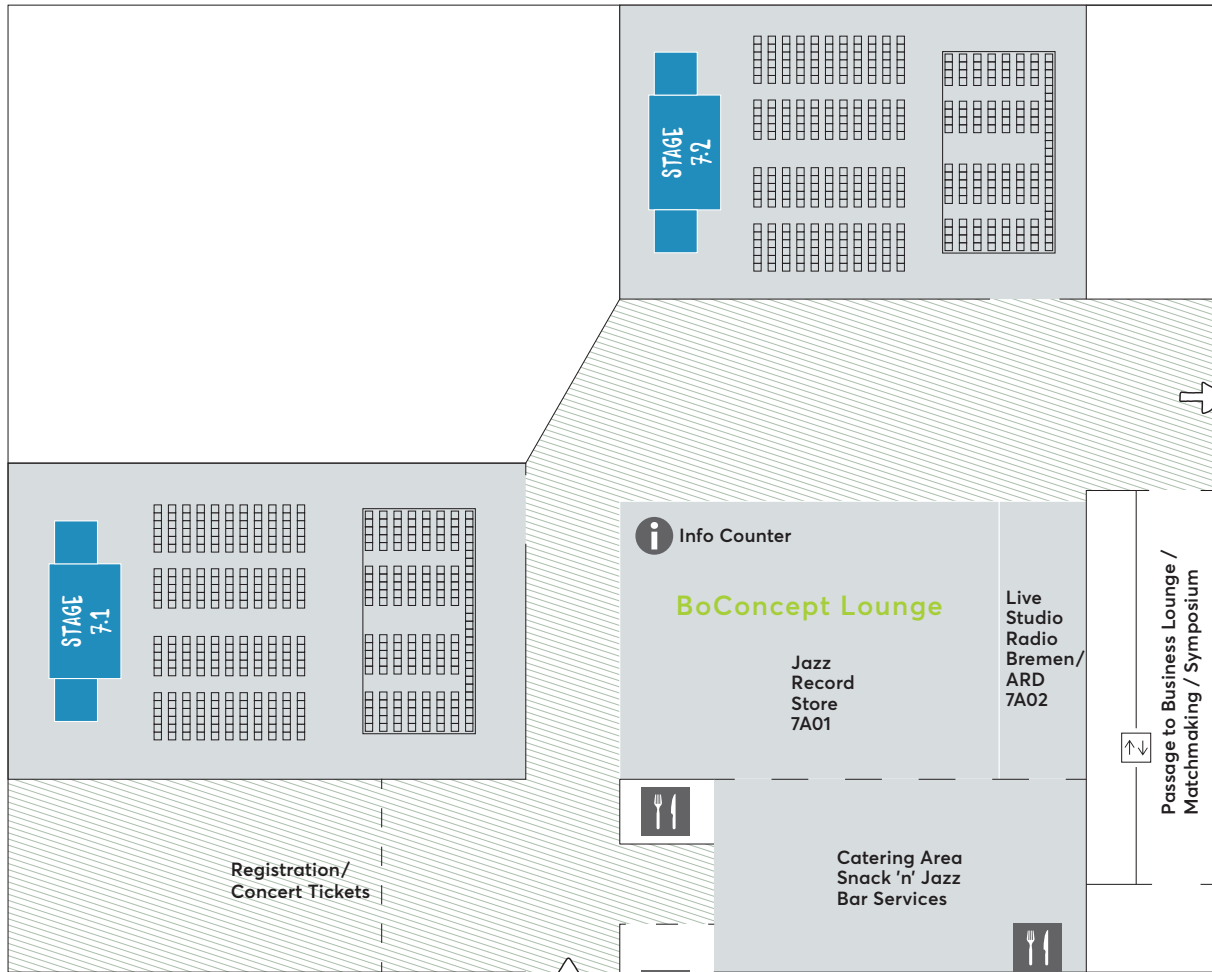 STAGE
7.2
STAGE
7.1
i Info Counter
BoConcept Lounge
Jazz
Record
Store
7A01
Live
Studio
Radio
Bremen/
ARD
7A02
Passage to Business Lounge /
Matchmaking / Symposium
Registration/
Concert Tickets
Catering Area
Snack 'n' Jazz
Bar Services